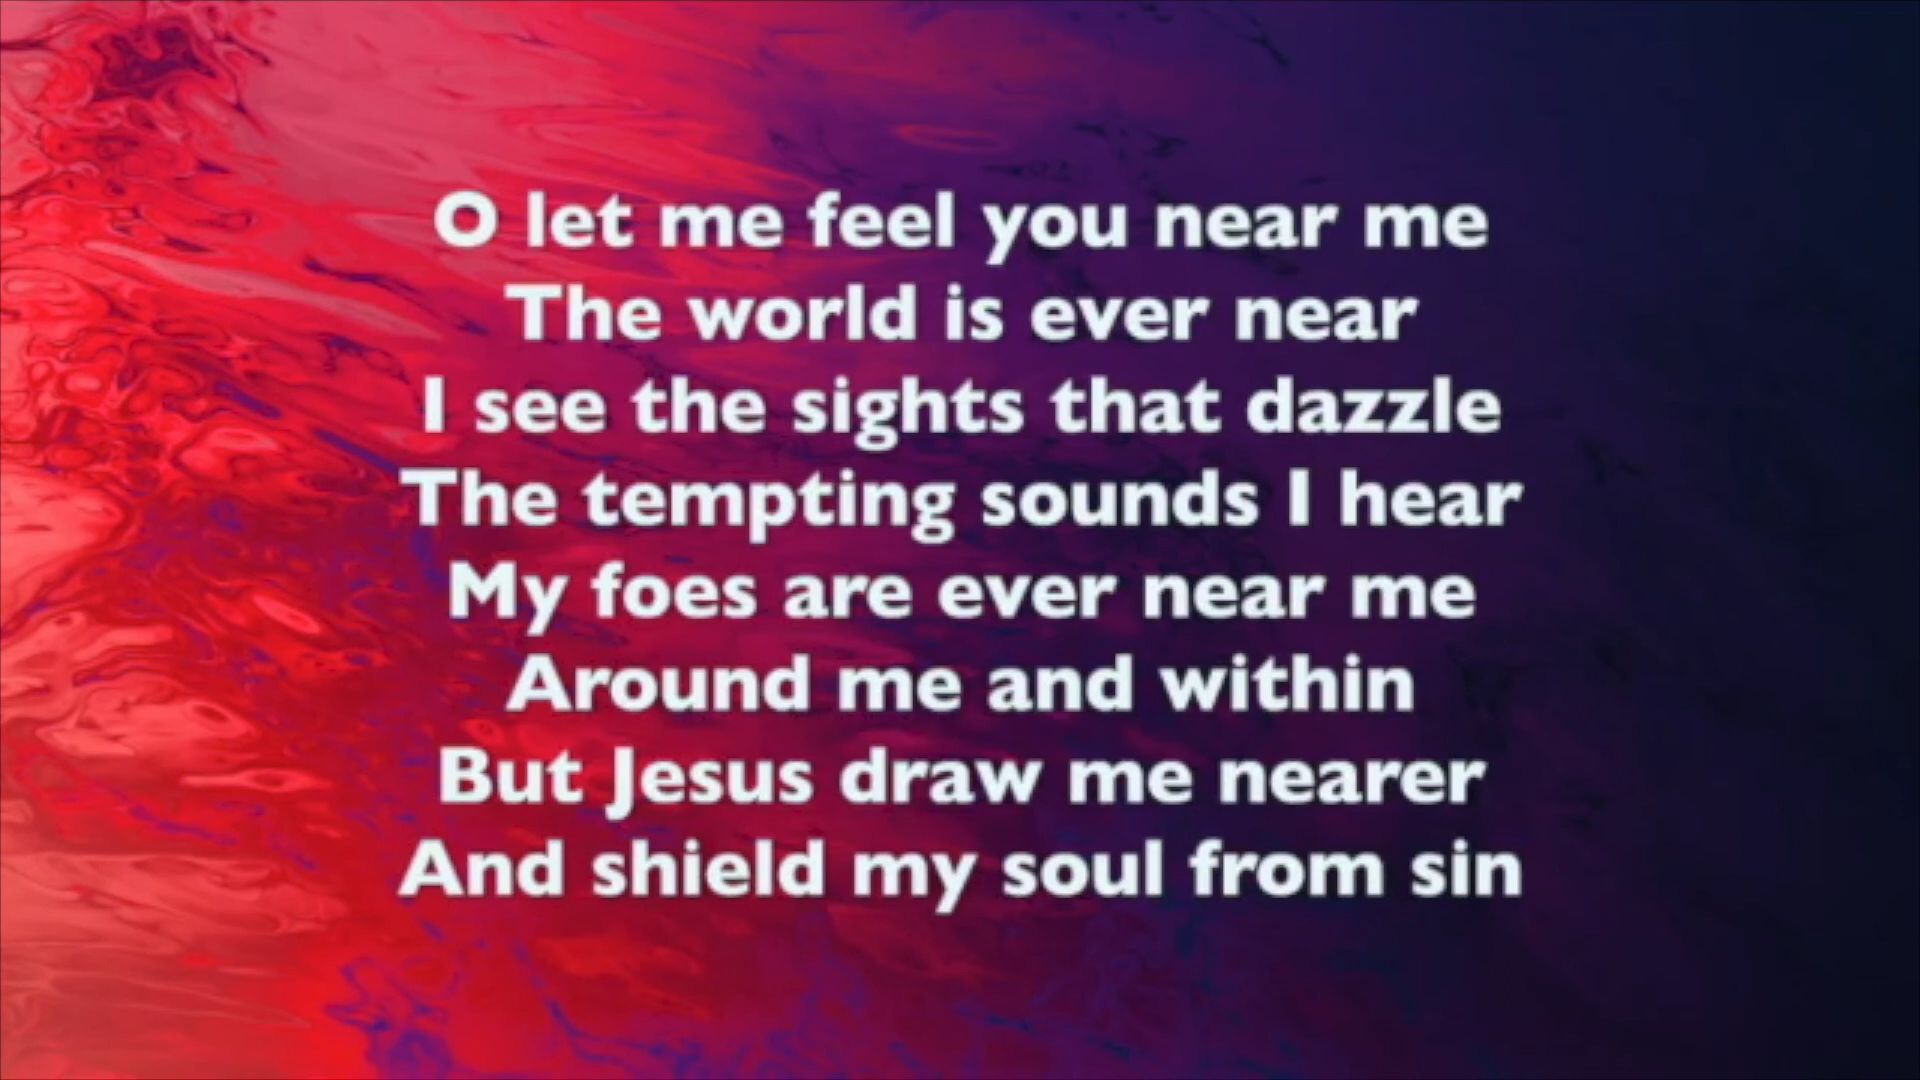 O let me feel you near me
The world is ever near
I see the sights that dazzle
The tempting sounds I hear
My foes are ever near me
Around me and within
But Jesus draw me nearer
And shield my soul from sin